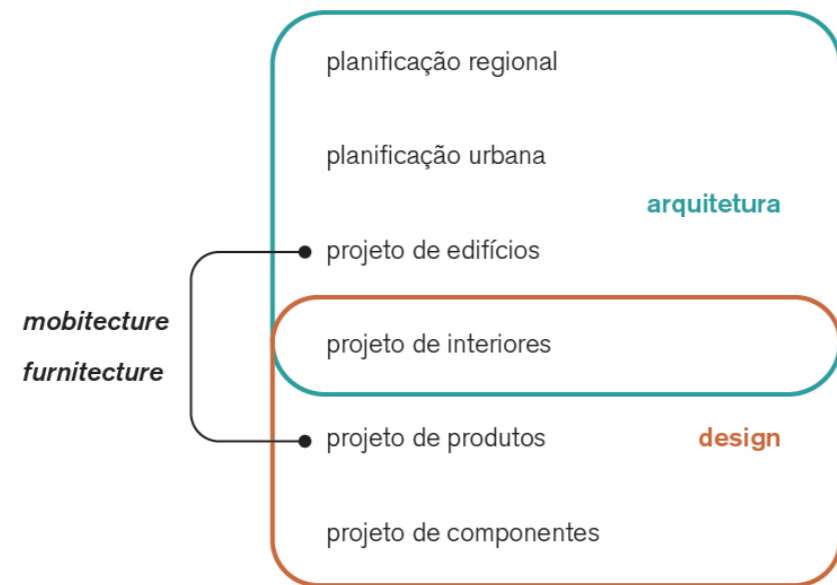 planificação regional
planificação urbana
arquitetura
projeto de edifícios
mobitecture
furnitecture
projeto de interiores
projeto de produtos
design
projeto de componentes